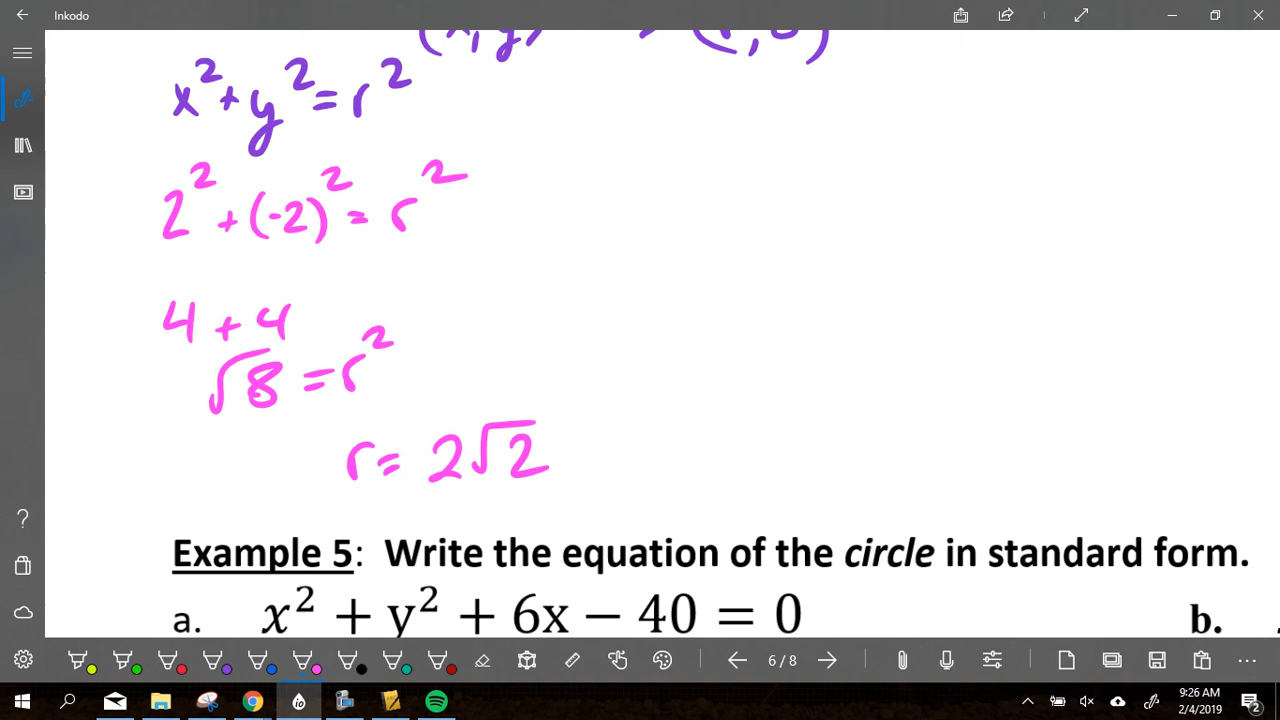 Inkodo
(x,y) (r,θ)
x²+y²=r²
2²+(-2)²=r²
4+4
√8=r²
r=2√2
Example 5: Write the equation of the circle in standard form.
a. x² + y² + 6x − 40 = 0 b.
6 / 8
9:26 AM
2/4/2019
2